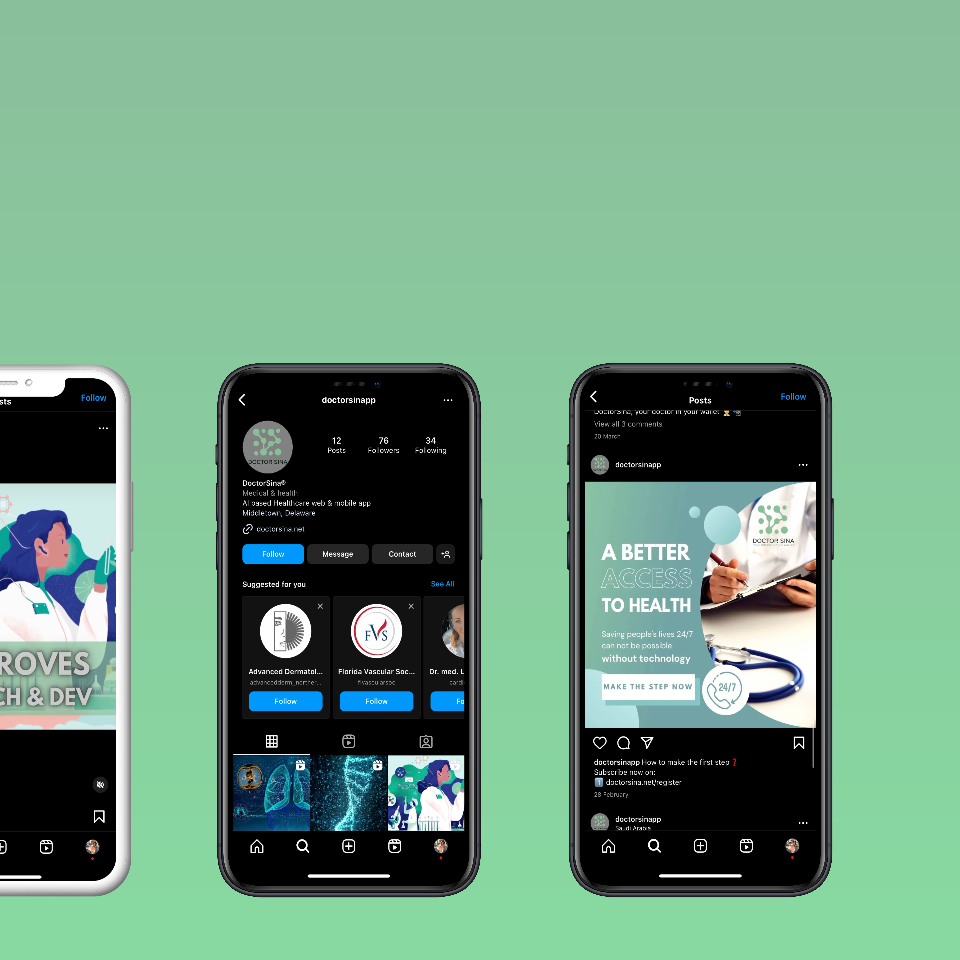 sts
Follow
ROVES
CH & DEV
doctorsinapp
DOCTOR SINA
12
Posts
76
Followers
34
Following
DoctorSina®
Medical & health
AI based Healthcare web & mobile app
Middletown, Delaware
doctorsina.net
Follow
Message
Contact
Suggested for you
See All
FVS
Advanced Dermatol...
advancedderm_norther...
Follow
Florida Vascular Soc...
flvascularsoc
Follow
Dr. med. L
cardi
Fo
Posts
Follow
DoctorSina, your doctor in your wallet
View all 3 comments
20 March
doctorsinapp
DOCTOR SINA
A BETTER
ACCESS
TO HEALTH
Saving people's lives 24/7
can not be possible
without technology
MAKE THE STEP NOW
24/7
doctorsinapp How to make the first step ❓
Subscribe now on:
doctorsina.net/register
28 February
doctorsinapp
Saudi Arabia